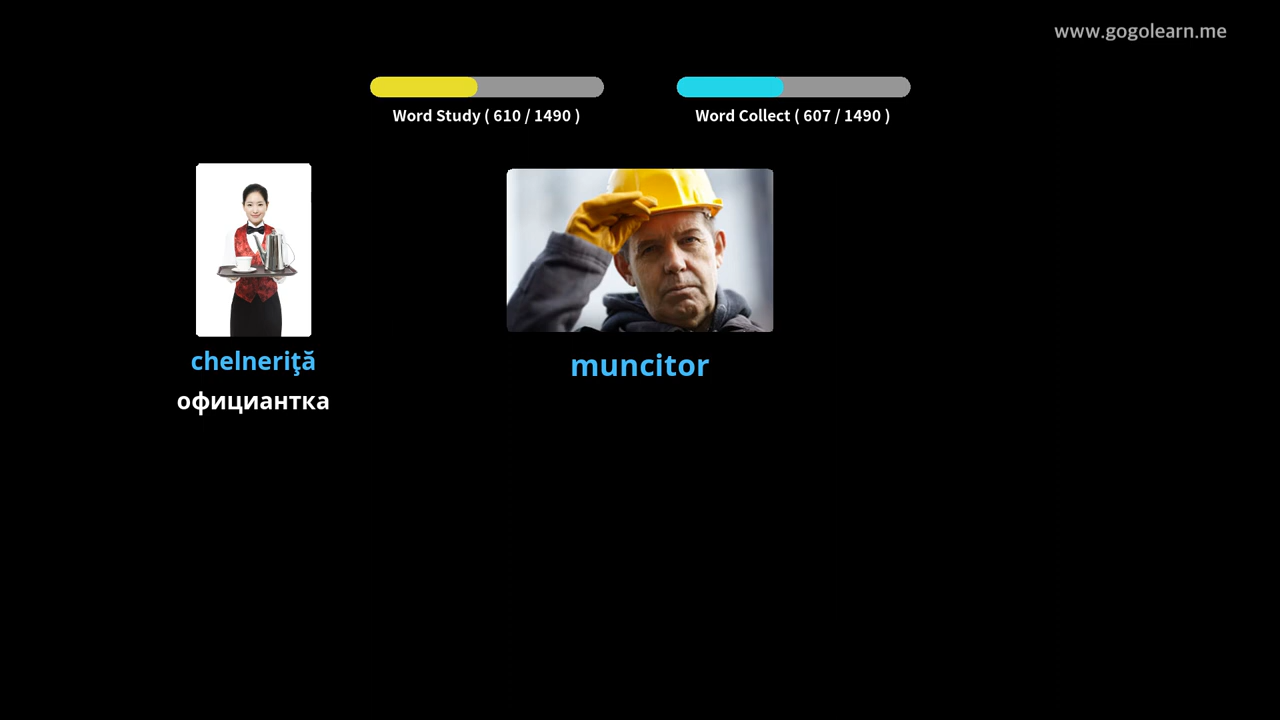 www.gogolearn.me
Word Study ( 610 / 1490 )
Word Collect ( 607 / 1490 )
chelneriţă
официантка
muncitor